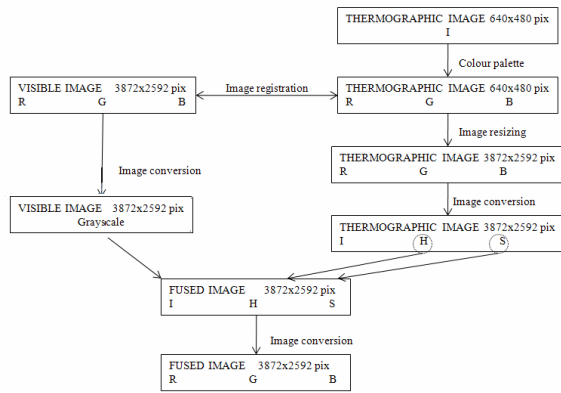 THERMOGRAPHIC IMAGE 640x480 pix
I
Colour palette
VISIBLE IMAGE 3872x2592 pix
R G B
Image registration
THERMOGRAPHIC IMAGE 640x480 pix
R G B
Image resizing
THERMOGRAPHIC IMAGE 3872x2592 pix
R G B
Image conversion
Image conversion
VISIBLE IMAGE 3872x2592 pix
Grayscale
THERMOGRAPHIC IMAGE 3872x2592 pix
I H S
FUSED IMAGE 3872x2592 pix
I H S
Image conversion
FUSED IMAGE 3872x2592 pix
R G B